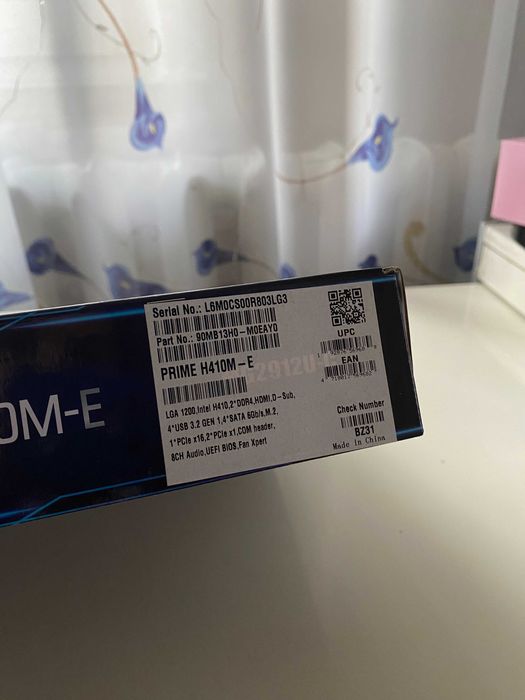 0M-E
Serial No.: L6M0CS00R803LG3
Part No.: 90MB13H0-M0EAY0
PRIME H410M-E
LGA 1200,Intel H410,2*DDR4,HDMI,D-Sub,
4*USB 3.2 GEN 1,4*SATA 6Gb/s,M.2,
1*PCIe x16,2*PCIe x1,COM header,
8CH Audio,UEFI BIOS,Fan Xpert
UPC
EAN
Check Number
BZ31
Made in China